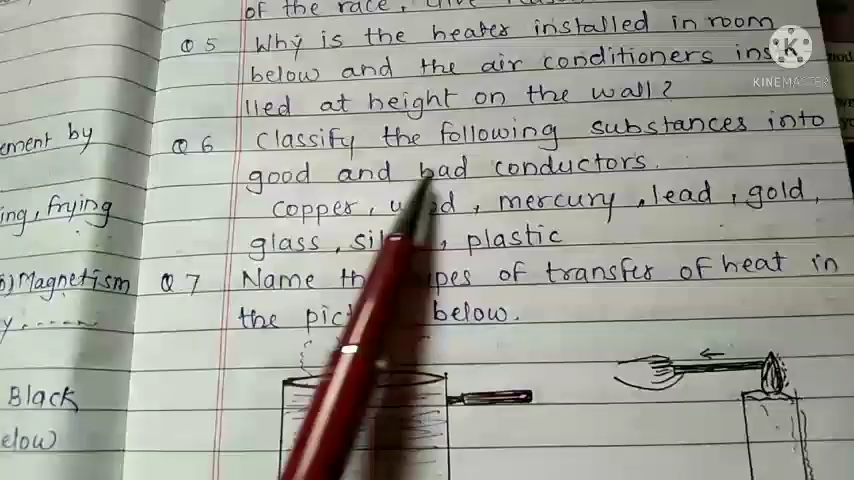 of the race. Give
Q 5 Why is the heater installed in room
below and the air conditioners
lled at height on the wall?
ement by
Q 6 Classify the following substances into
good and bad conductors.
ing, frying
copper, , mercury, lead, gold,
glass, , plastic
) Magnetism
Q 7 Name of transfer of heat in
the below.
y.......
Black
elow
K
KINEMASTER